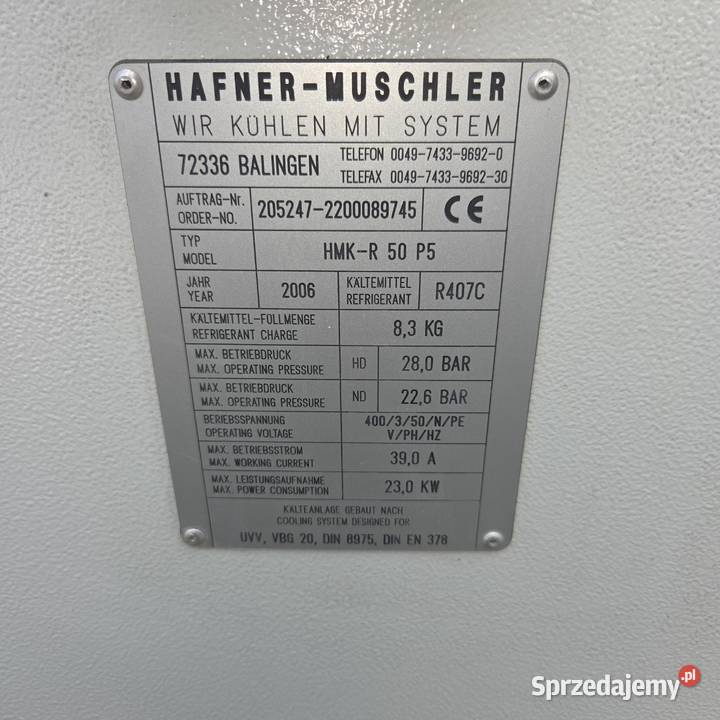 HAFNER-MUSCHLER
WIR KÜHLEN MIT SYSTEM
72336 BALINGEN
TELEFON 0049-7433-9692-0
TELEFAX 0049-7433-9692-30
AUFTRAG-Nr.
ORDER-NO.
205247-2200089745
CE
TYP
MODEL
HMK-R 50 P5
JAHR
YEAR
2006
KÄLTEMITTEL
REFRIGERANT
R407C
KÄLTEMITTEL-FÜLLMENGE
REFRIGERANT CHARGE
8,3 KG
MAX. BETRIEBDRUCK
MAX. OPERATING PRESSURE
HD
28,0 BAR
MAX. BETRIEBDRUCK
MAX. OPERATING PRESSURE
ND
22,6 BAR
BERIEBSSPANNUNG
OPERATING VOLTAGE
400/3/50/N/PE
V/PH/HZ
MAX. BETRIEBSSTROM
MAX. WORKING CURRENT
39,0 A
MAX. LEISTUNGSAUFNAHME
MAX. POWER CONSUMPTION
23,0 KW
KÄLTEANLAGE GEBAUT NACH
COOLING SYSTEM DESIGNED FOR
UVV, VBG 20, DIN 8975, DIN EN 378
Sprzedajemy.pl